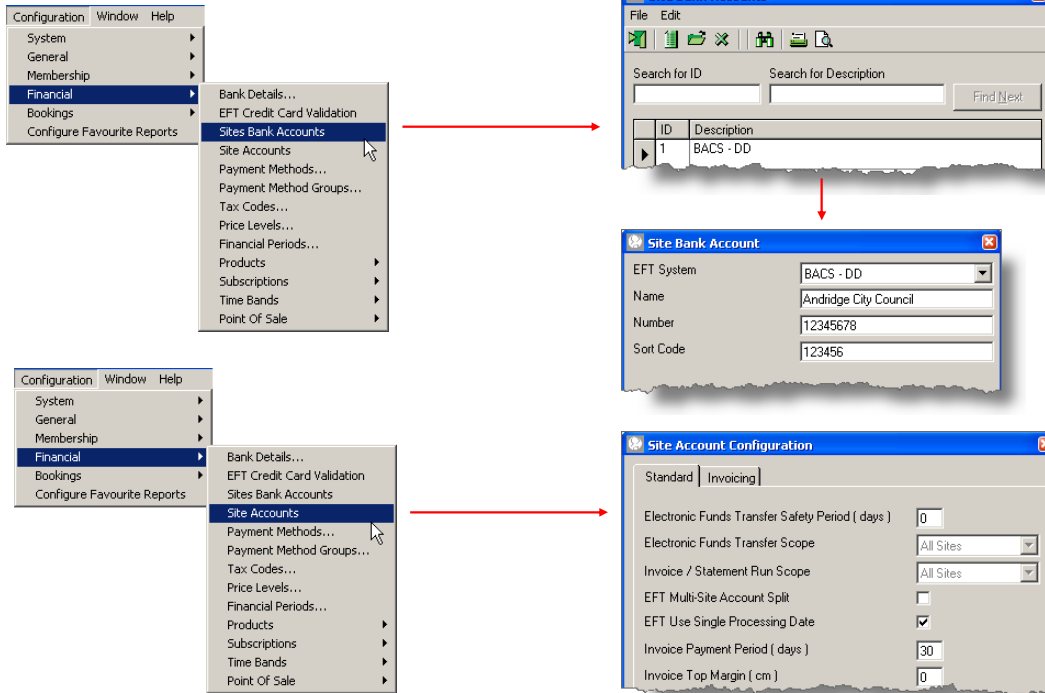 Configuration Window Help
System
General
Membership
Financial
Bookings
Configure Favourite Reports
Bank Details...
EFT Credit Card Validation
Sites Bank Accounts
Site Accounts
Payment Methods...
Payment Method Groups...
Tax Codes...
Price Levels...
Financial Periods...
Products
Subscriptions
Time Bands
Point Of Sale
File Edit
Search for ID Search for Description
Find Next
ID Description
1 BACS - DD
Site Bank Account
EFT System BACS - DD
Name Andridge City Council
Number 12345678
Sort Code 123456
Configuration Window Help
System
General
Membership
Financial
Bookings
Configure Favourite Reports
Bank Details...
EFT Credit Card Validation
Sites Bank Accounts
Site Accounts
Payment Methods...
Payment Method Groups...
Tax Codes...
Price Levels...
Financial Periods...
Products
Subscriptions
Time Bands
Point Of Sale
Site Account Configuration
Standard Invoicing
Electronic Funds Transfer Safety Period ( days ) 0
Electronic Funds Transfer Scope All Sites
Invoice / Statement Run Scope All Sites
EFT Multi-Site Account Split
EFT Use Single Processing Date
Invoice Payment Period ( days ) 30
Invoice Top Margin ( cm ) 0